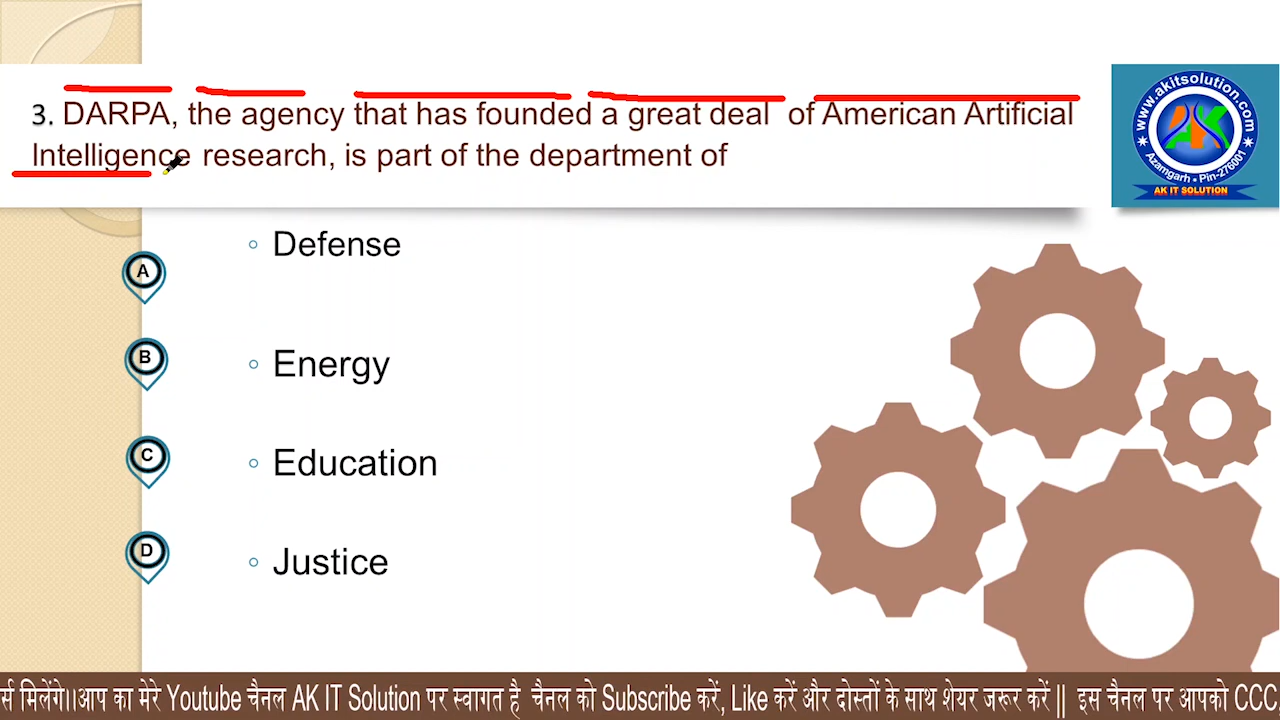 3. DARPA, the agency that has founded a great deal of American Artificial
Intelligence research, is part of the department of
www.akitsolution.com
AK
Azamgarh • Pin-276001
AK IT SOLUTION
A
Defense
B
Energy
C
Education
D
Justice
र्स मिलेंगे।।आप का मेरे Youtube चैनल AK IT Solution पर स्वागत है चैनल को Subscribe करें, Like करें और दोस्तों के साथ शेयर जरूर करें || इस चैनल पर आपको CCC,